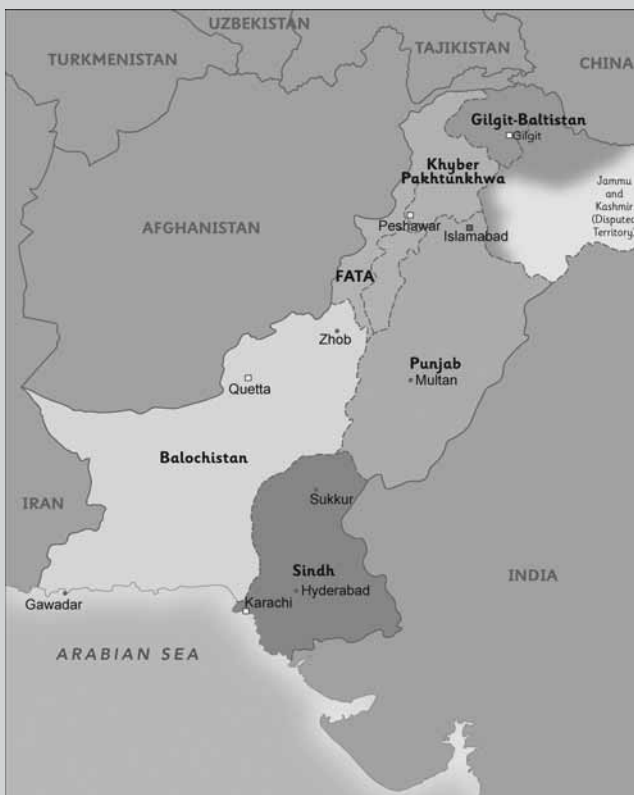 UZBEKISTAN
TURKMENISTAN
TAJIKISTAN
CHINA
Gilgit-Baltistan
Gilgit
Khyber
Pakhtunkhwa
Jammu
and
Kashmir
(Disputed
Territory)
Peshawar
Islamabad
AFGHANISTAN
FATA
Zhob
Punjab
Multan
Quetta
Balochistan
Sukkur
IRAN
Sindh
Hyderabad
INDIA
Gawadar
Karachi
ARABIAN SEA